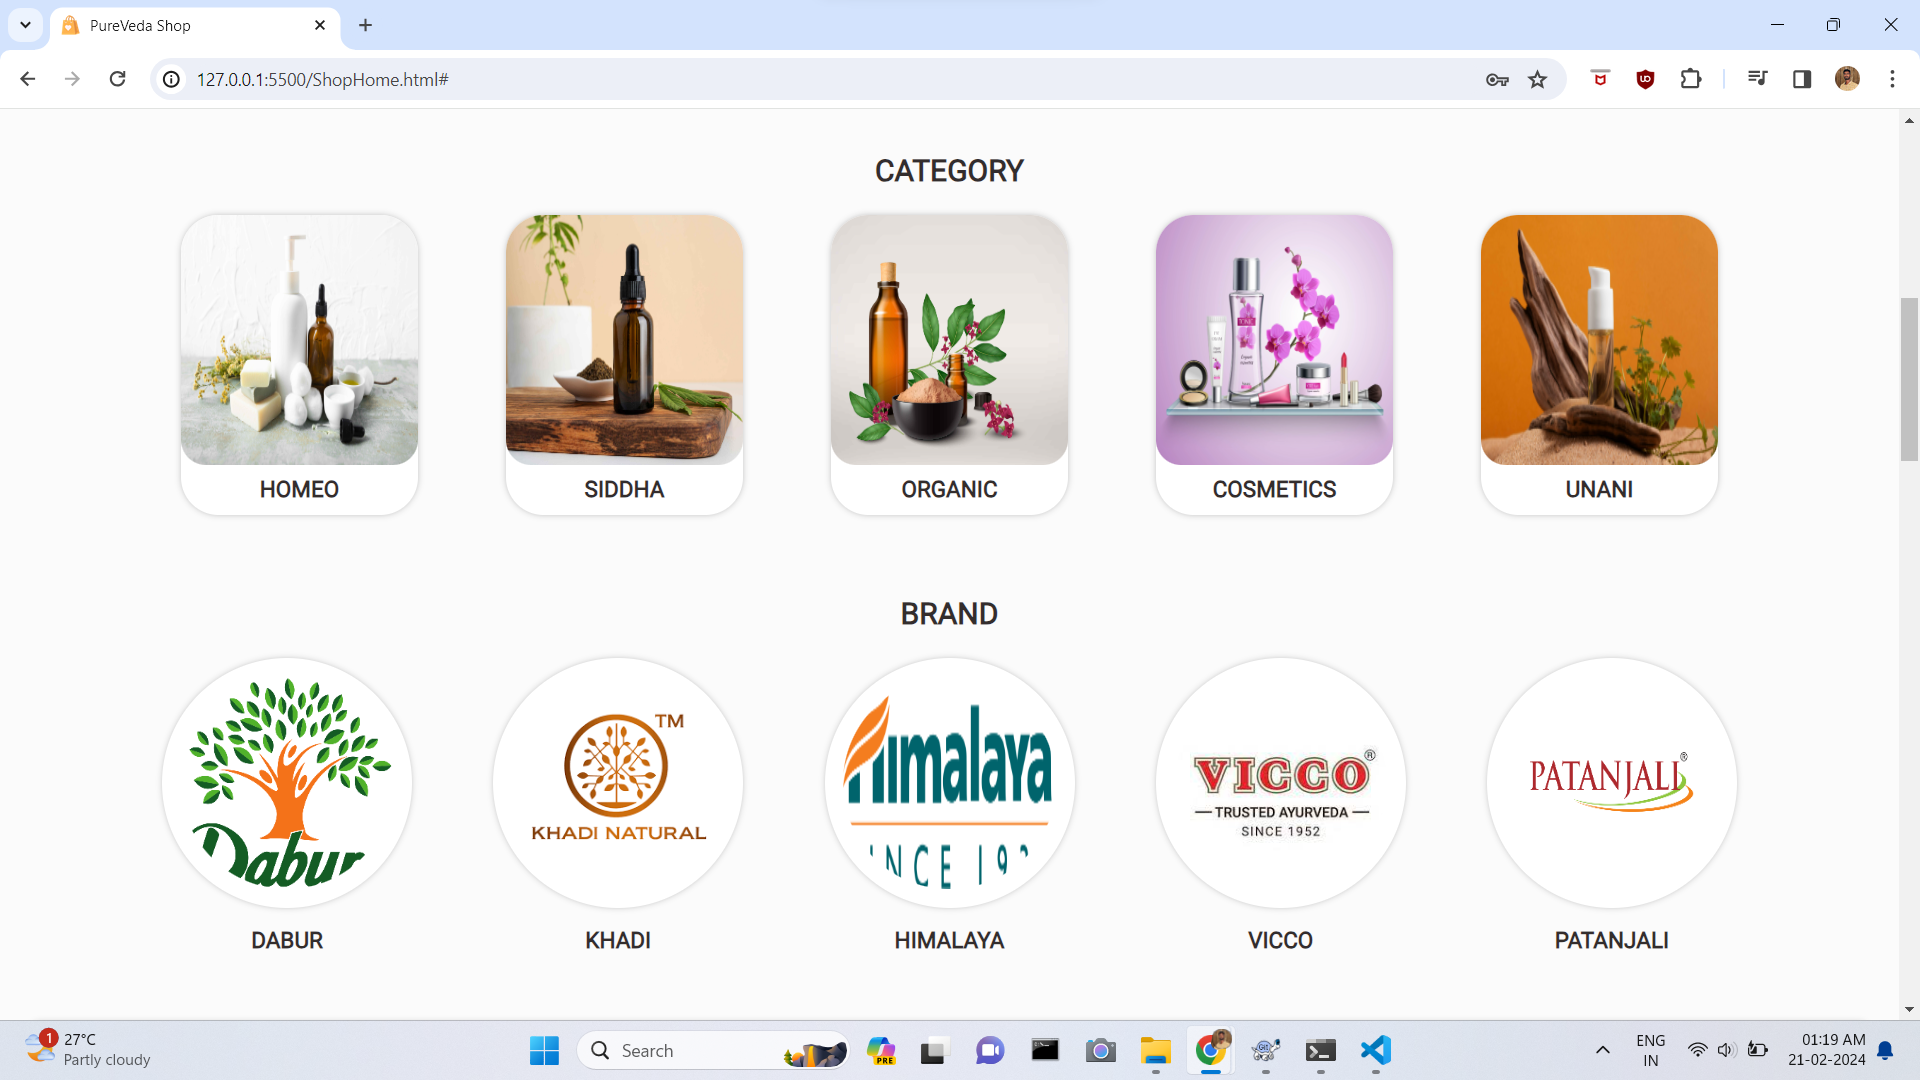 PureVeda Shop
127.0.0.1:5500/ShopHome.html#
CATEGORY
HOMEO
SIDDHA
ORGANIC
COSMETICS
UNANI
BRAND
Dabur
TM
KHADI NATURAL
Himalaya
INCE 19
VICCO®
TRUSTED AYURVEDA
SINCE 1952
PATANJALI®
DABUR
KHADI
HIMALAYA
VICCO
PATANJALI
1
27°C
Partly cloudy
Search
PRE
ENG
IN
01:19 AM
21-02-2024